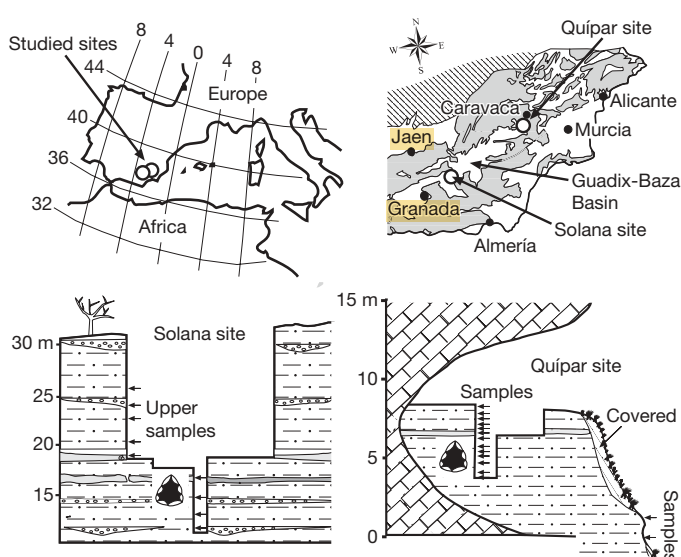 Studied sites
8
4
0
4
8
44
40
36
32
Europe
Africa
N
W
E
S
Quípar site
Caravaca
Alicante
Jaen
Murcia
Guadix-Baza
Basin
Granada
Solana site
Almería
Solana site
30 m
25
20
15
Upper
samples
15 m
10
5
0
Quípar site
Samples
Covered
Samples